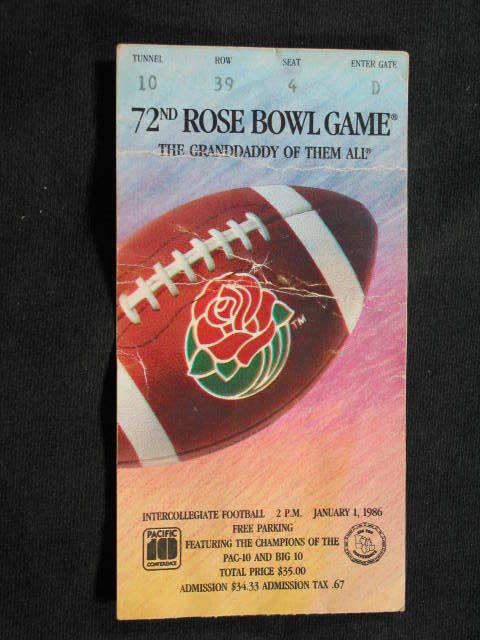 TUNNEL ROW SEAT ENTER GATE
10 39 4 D
72ND ROSE BOWL GAME®
THE GRANDDADDY OF THEM ALL®
TM
INTERCOLLEGIATE FOOTBALL 2 P.M. JANUARY 1, 1986
FREE PARKING
FEATURING THE CHAMPIONS OF THE
PAC-10 AND BIG 10
TOTAL PRICE $35.00
ADMISSION $34.33 ADMISSION TAX .67
PACIFIC
10
CONFERENCE